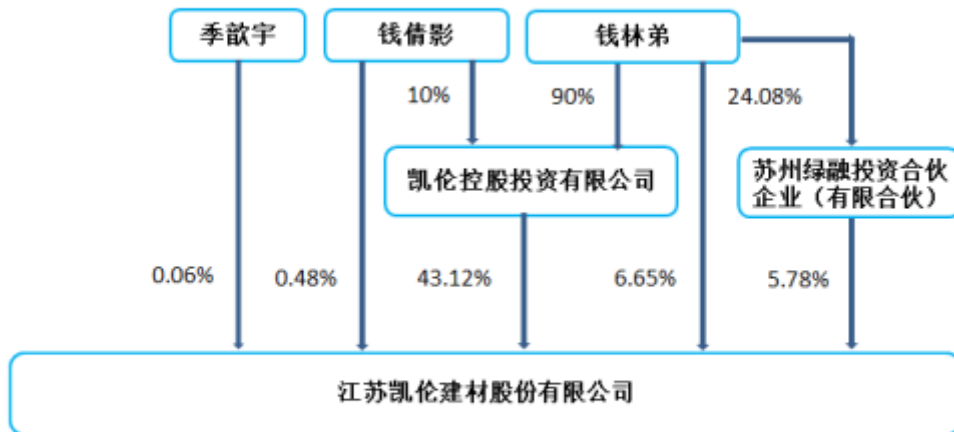 季歆宇
钱倩影
钱林弟
10%
90%
24.08%
凯伦控股投资有限公司
苏州绿融投资合伙
企业（有限合伙）
0.06%
0.48%
43.12%
6.65%
5.78%
江苏凯伦建材股份有限公司